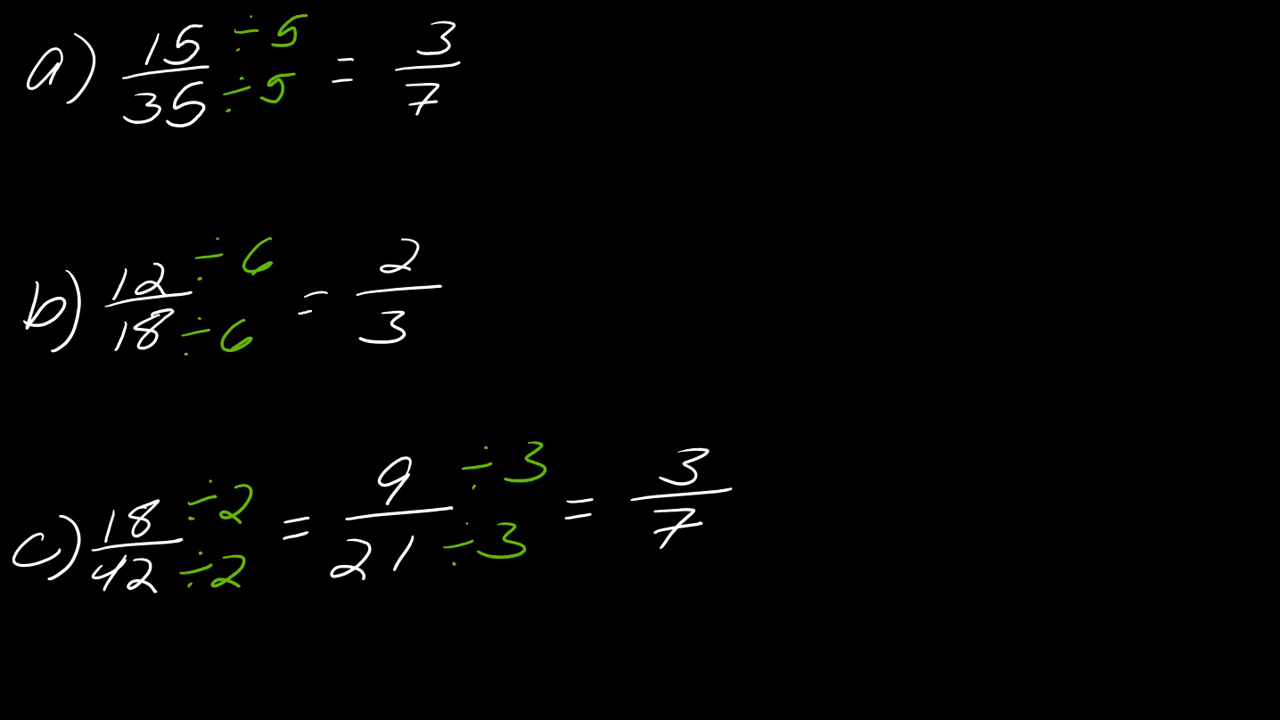 a) 15/35 ÷5/÷5 = 3/7
b) 12/18 ÷6/÷6 = 2/3
c) 18/42 ÷2/÷2 = 9/21 ÷3/÷3 = 3/7